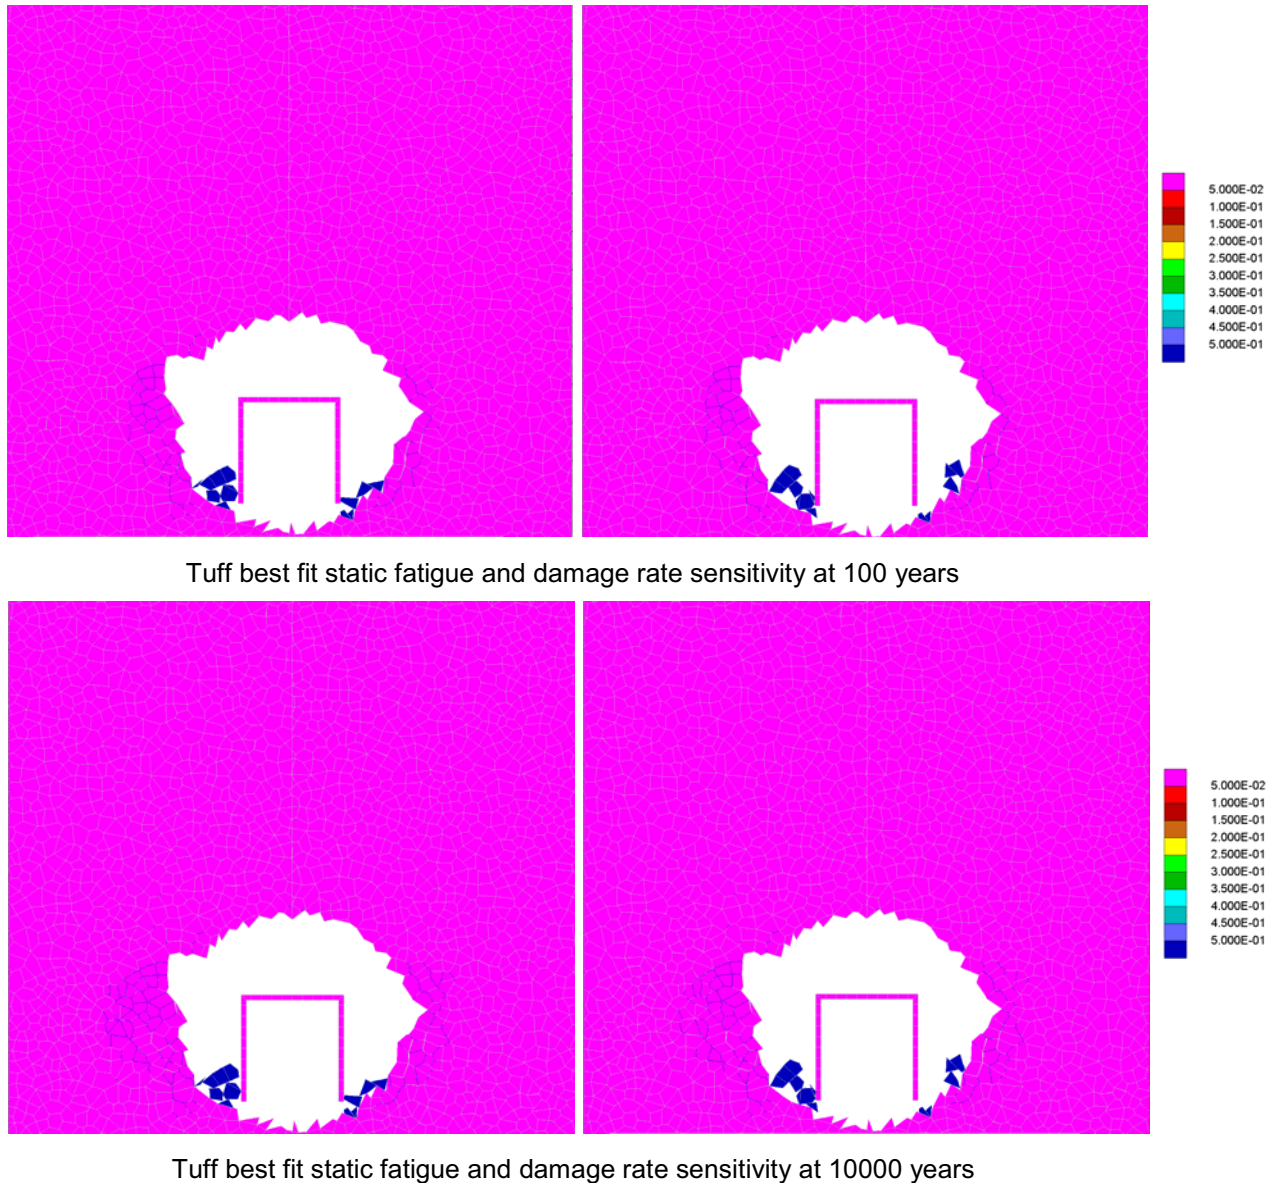 5.000E-02
1.000E-01
1.500E-01
2.000E-01
2.500E-01
3.000E-01
3.500E-01
4.000E-01
4.500E-01
5.000E-01
Tuff best fit static fatigue and damage rate sensitivity at 100 years
5.000E-02
1.000E-01
1.500E-01
2.000E-01
2.500E-01
3.000E-01
3.500E-01
4.000E-01
4.500E-01
5.000E-01
Tuff best fit static fatigue and damage rate sensitivity at 10000 years